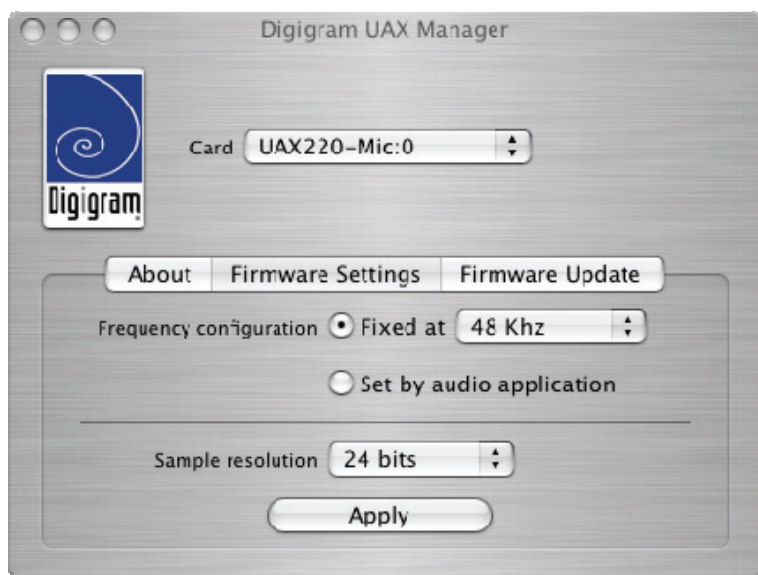 Digigram UAX Manager
Digigram
Card UAX220-Mic:0
About Firmware Settings Firmware Update
Frequency configuration Fixed at 48 Khz
Set by audio application
Sample resolution 24 bits
Apply